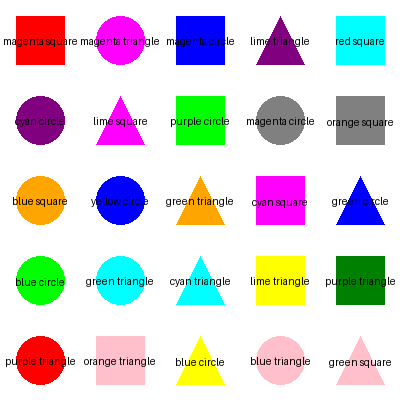 magenta square magenta triangle magenta circle lime triangle red square
cyan circle lime square purple circle magenta circle orange square
blue square yellow circle green triangle cyan square green circle
blue circle green triangle cyan triangle lime triangle purple triangle
purple triangle orange triangle blue circle blue triangle green square